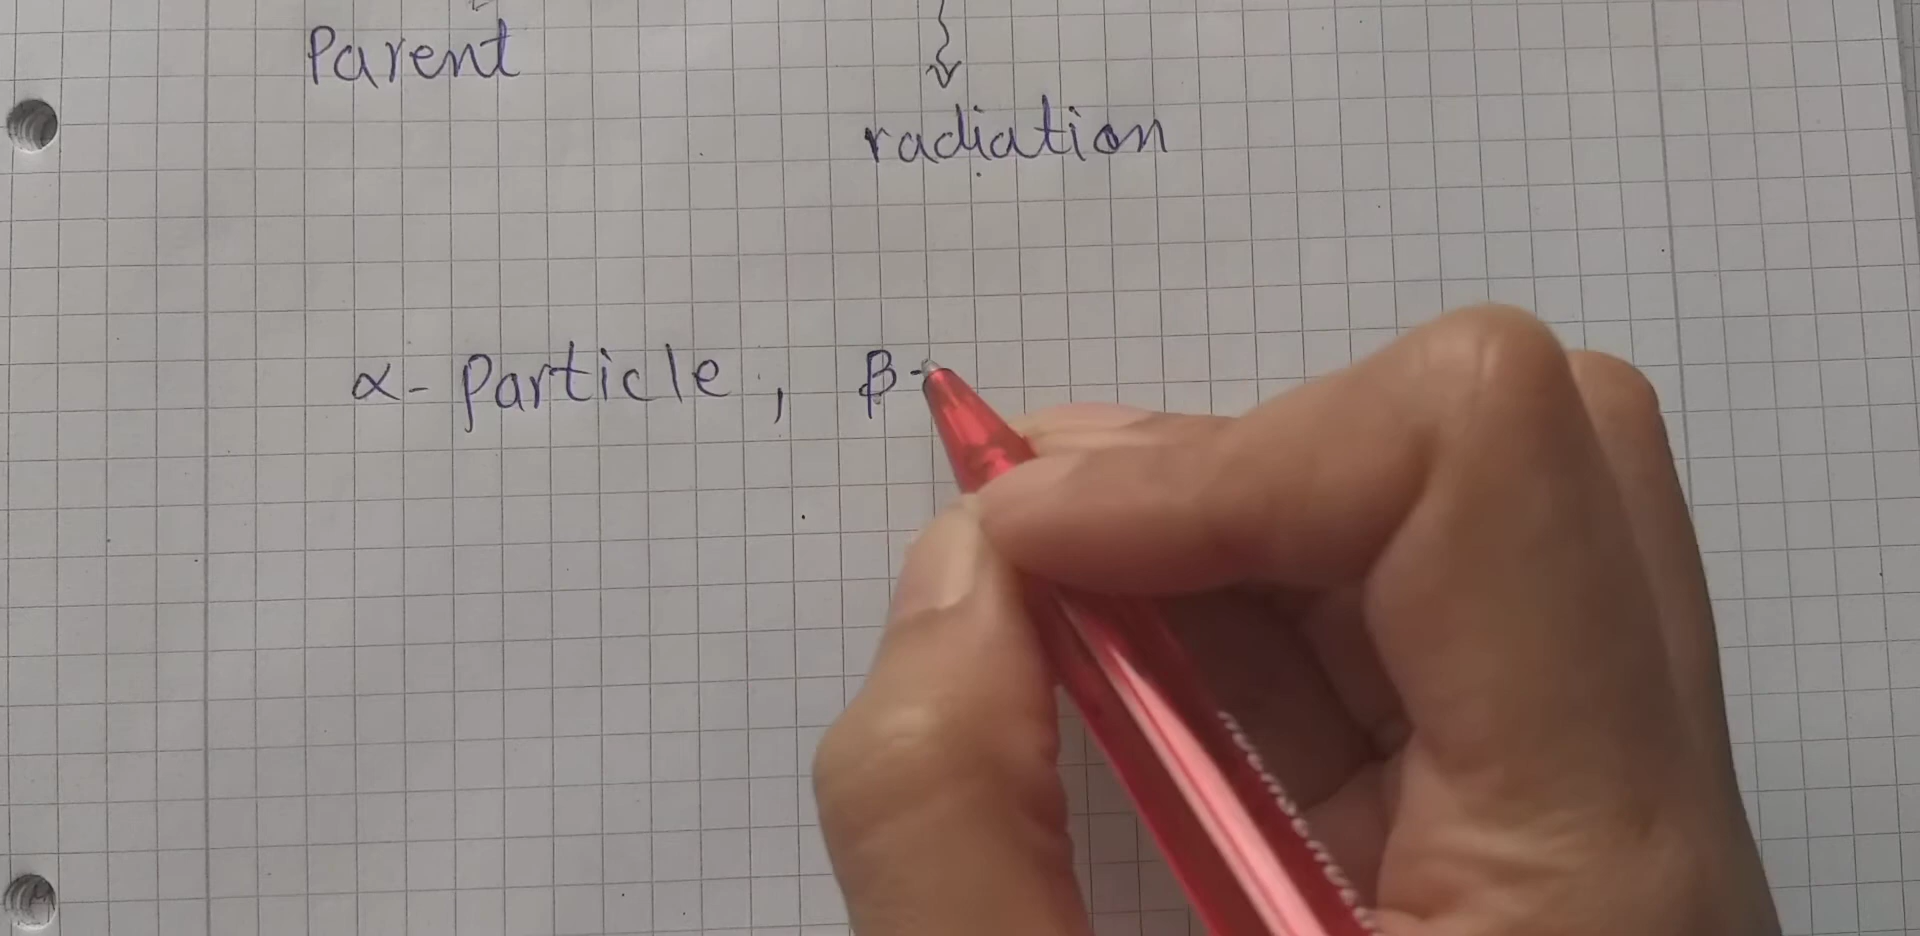 Parent
radiation
α- Particle, β-